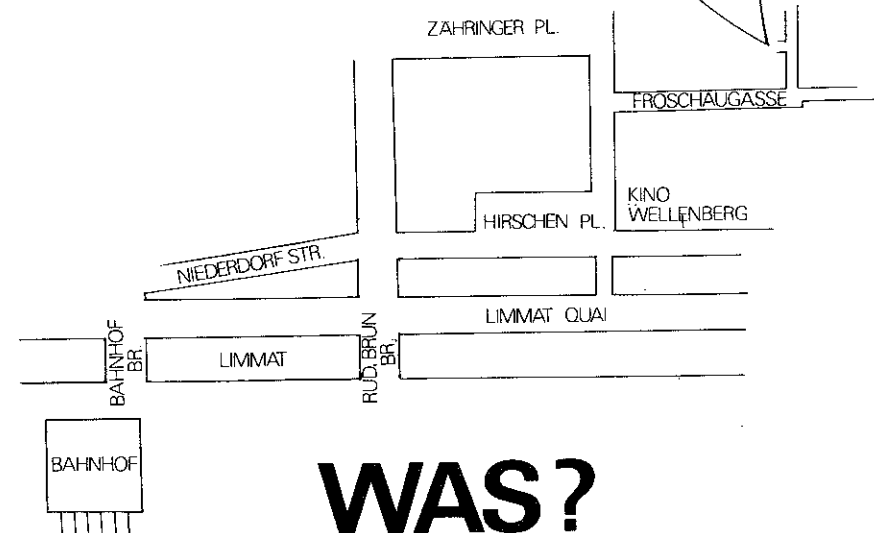 ZÄHRINGER PL.
FROSCHAUGASSE
KINO
WELLENBERG
HIRSCHEN PL.
NIEDERDORF STR.
LIMMAT QUAI
BAHNHOF
BR.
LIMMAT
RUD. BRUN
BR.
BAHNHOF
WAS?